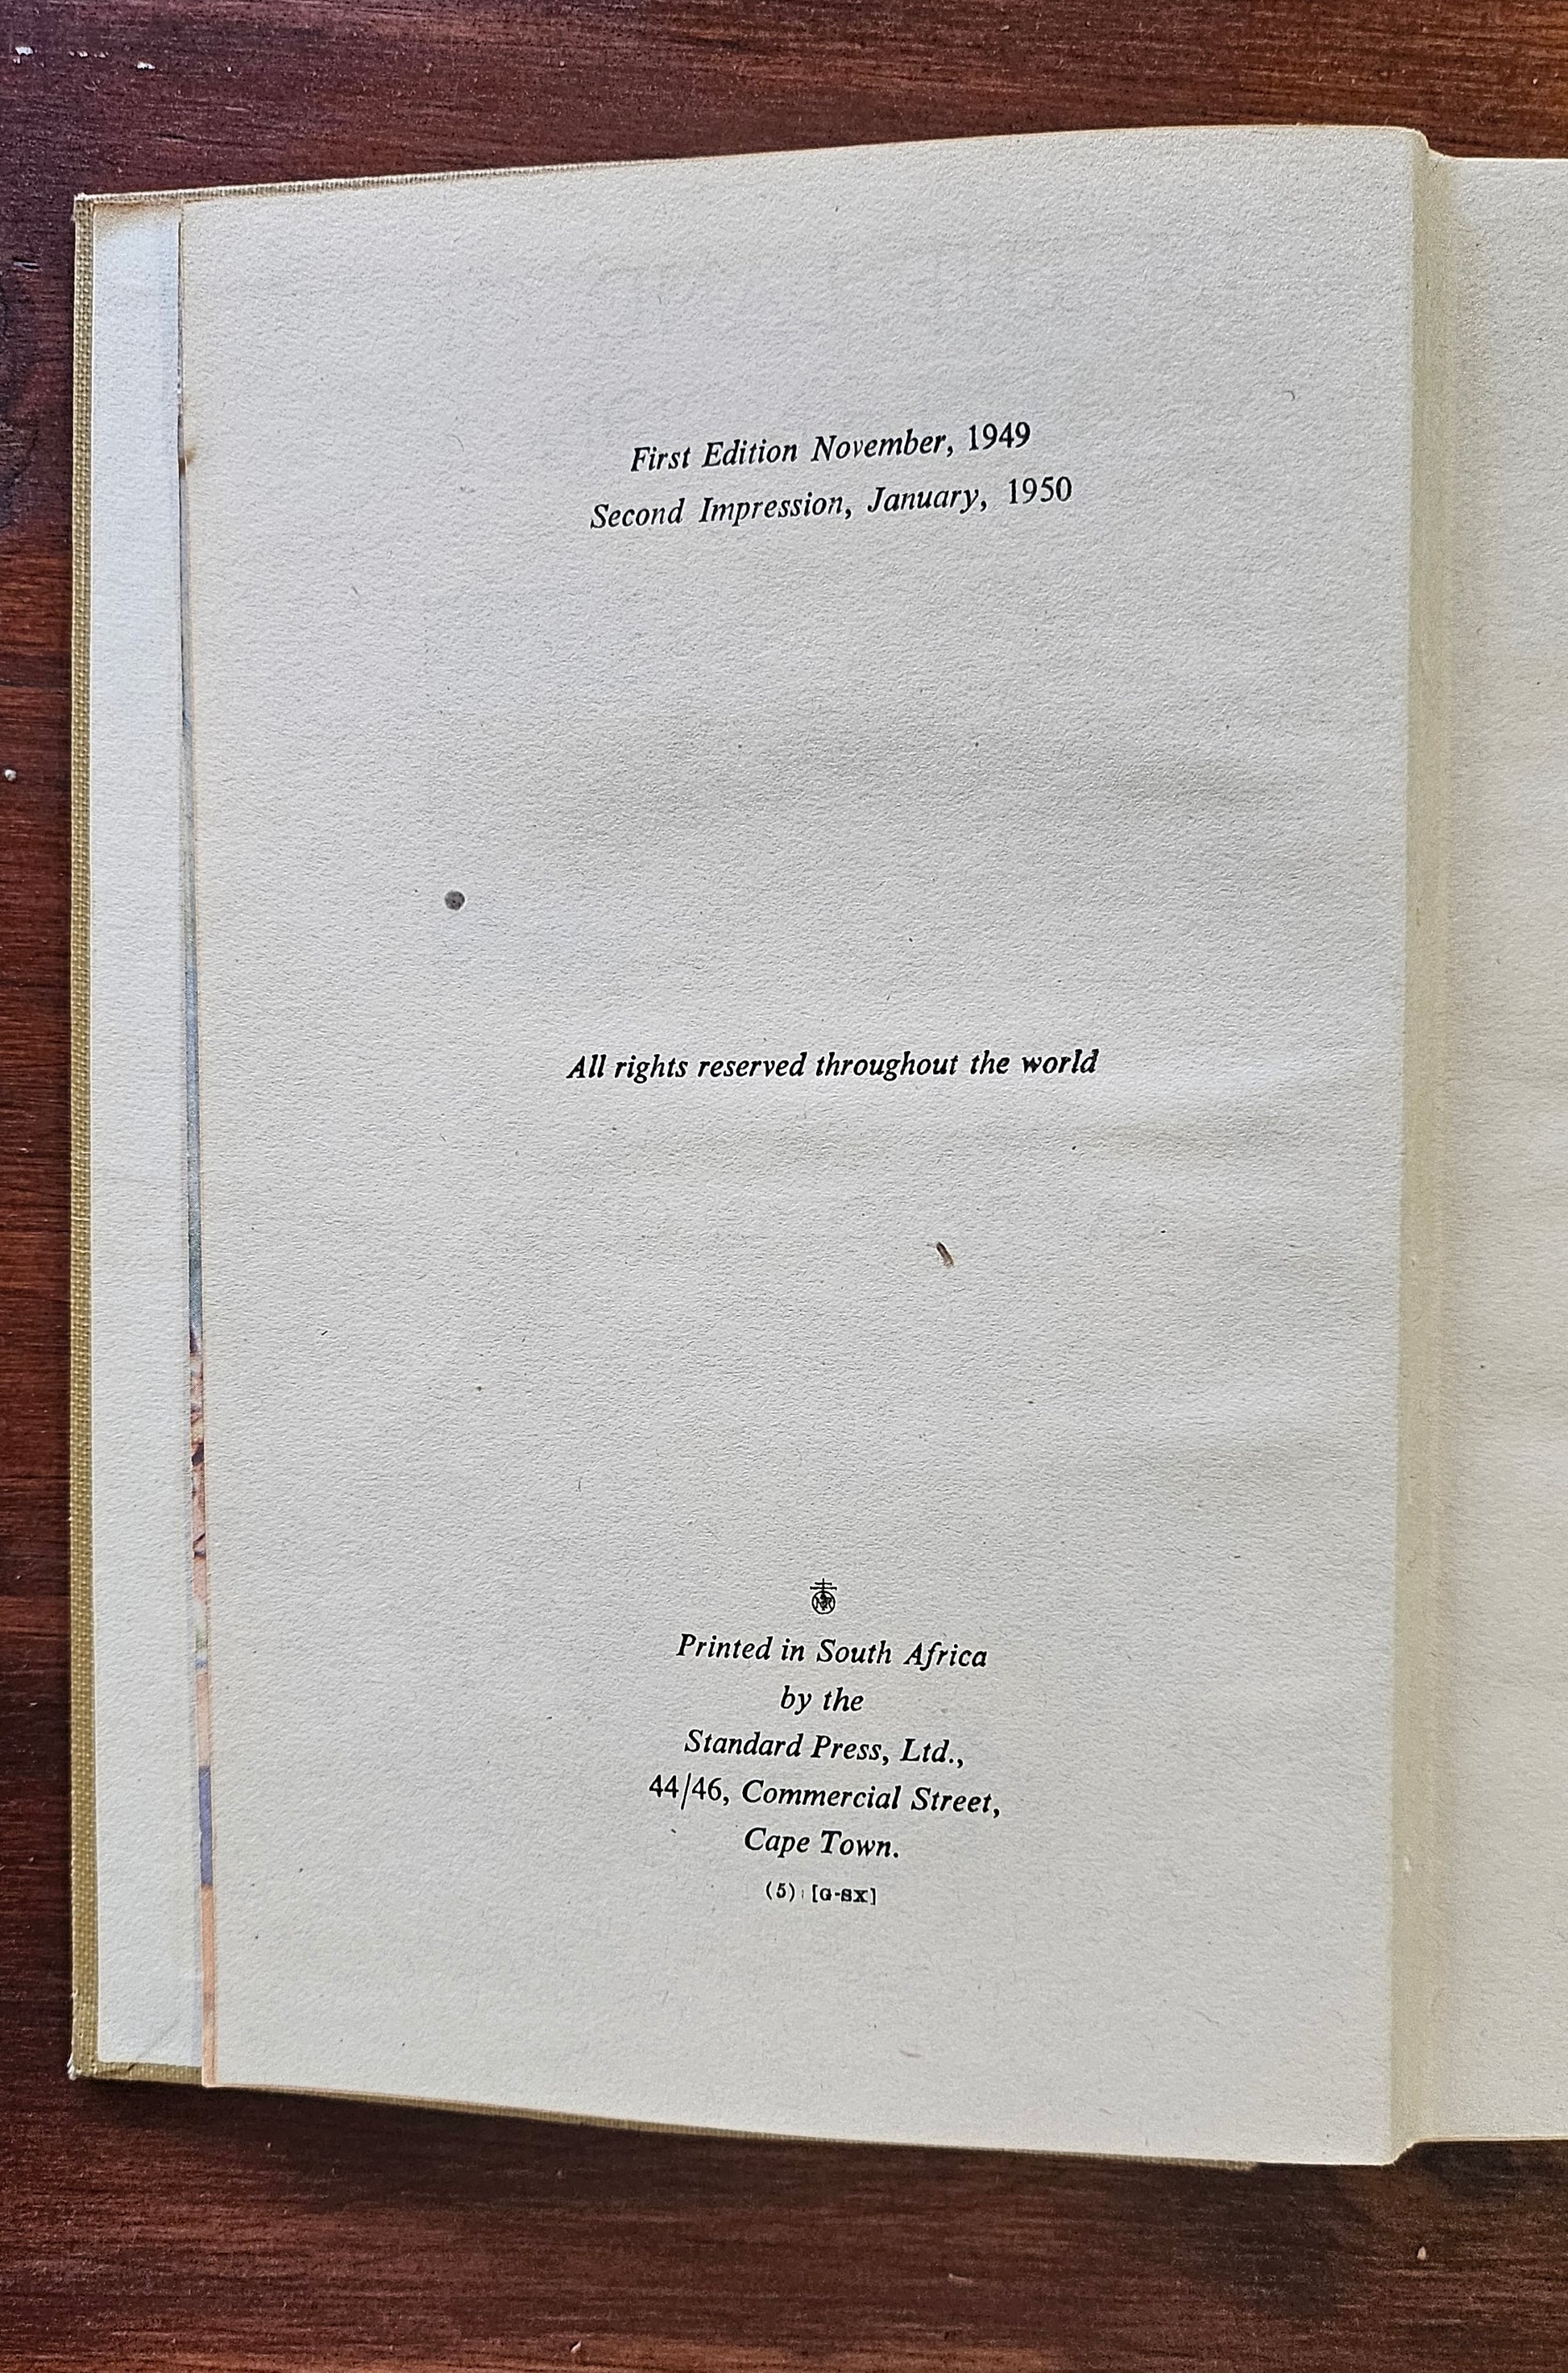 First Edition November, 1949
Second Impression, January, 1950
All rights reserved throughout the world
Printed in South Africa
by the
Standard Press, Ltd.,
44/46, Commercial Street,
Cape Town.
(5) [G-SX]